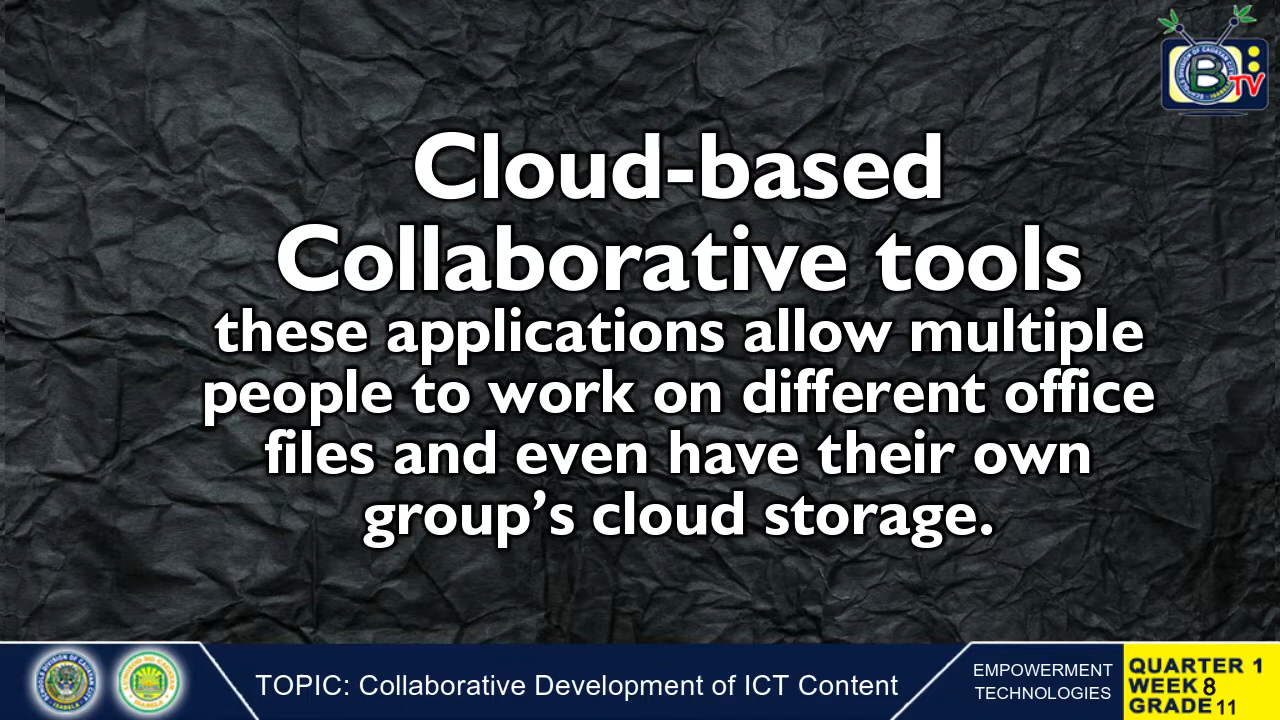 B
TV
Cloud-based
Collaborative tools
these applications allow multiple
people to work on different office
files and even have their own
group’s cloud storage.
TOPIC: Collaborative Development of ICT Content
EMPOWERMENT
TECHNOLOGIES
QUARTER 1
WEEK 8
GRADE 11